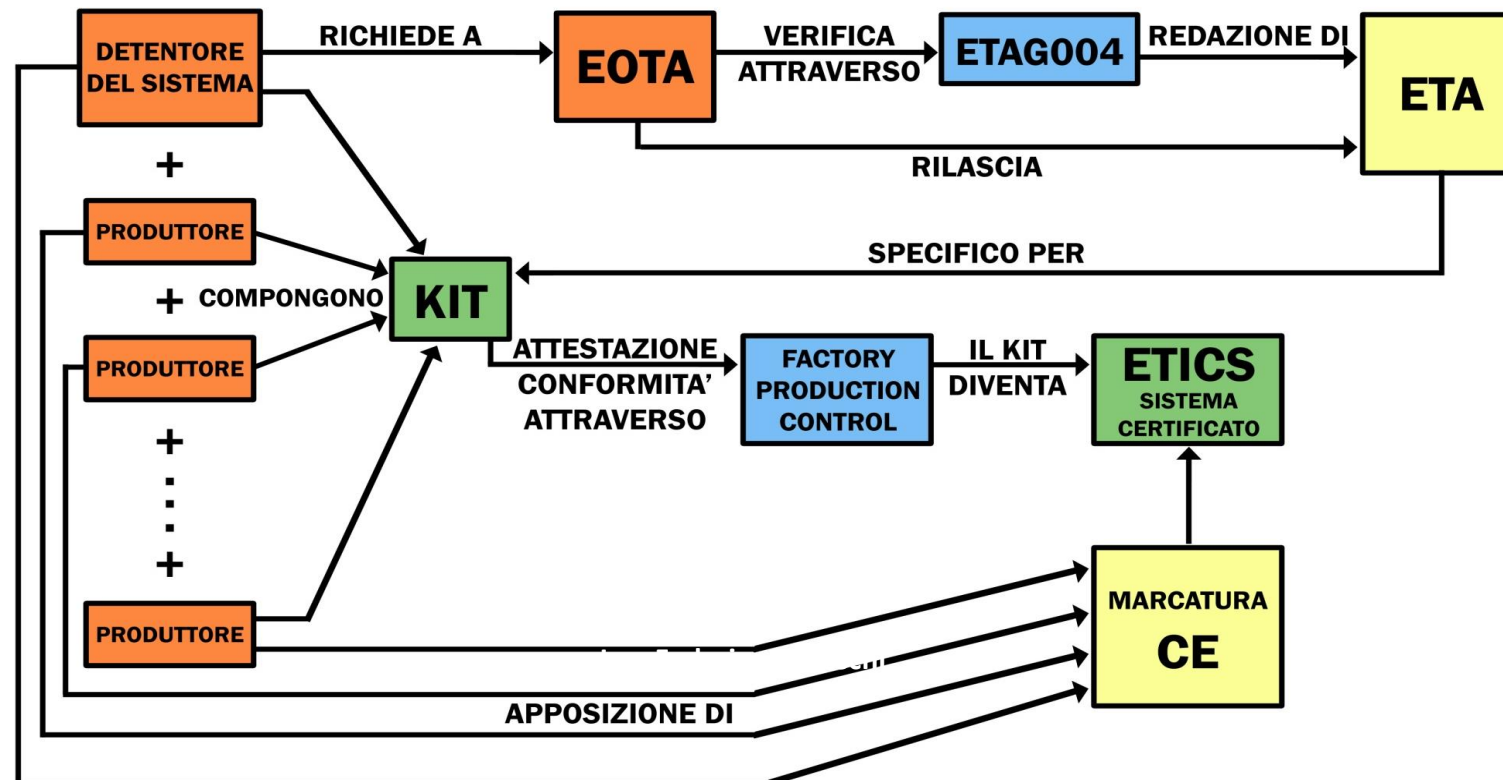 DETENTORE
DEL SISTEMA
RICHIEDE A
EOTA
VERIFICA
ATTRAVERSO
ETAG004
REDAZIONE DI
ETA
RILASCIA
+
PRODUTTORE
SPECIFICO PER
+ COMPONGONO
KIT
PRODUTTORE
ATTESTAZIONE
CONFORMITA'
ATTRAVERSO
FACTORY
PRODUCTION
CONTROL
IL KIT
DIVENTA
ETICS
SISTEMA
CERTIFICATO
+
+
PRODUTTORE
MARCATURA
CE
APPOSIZIONE DI